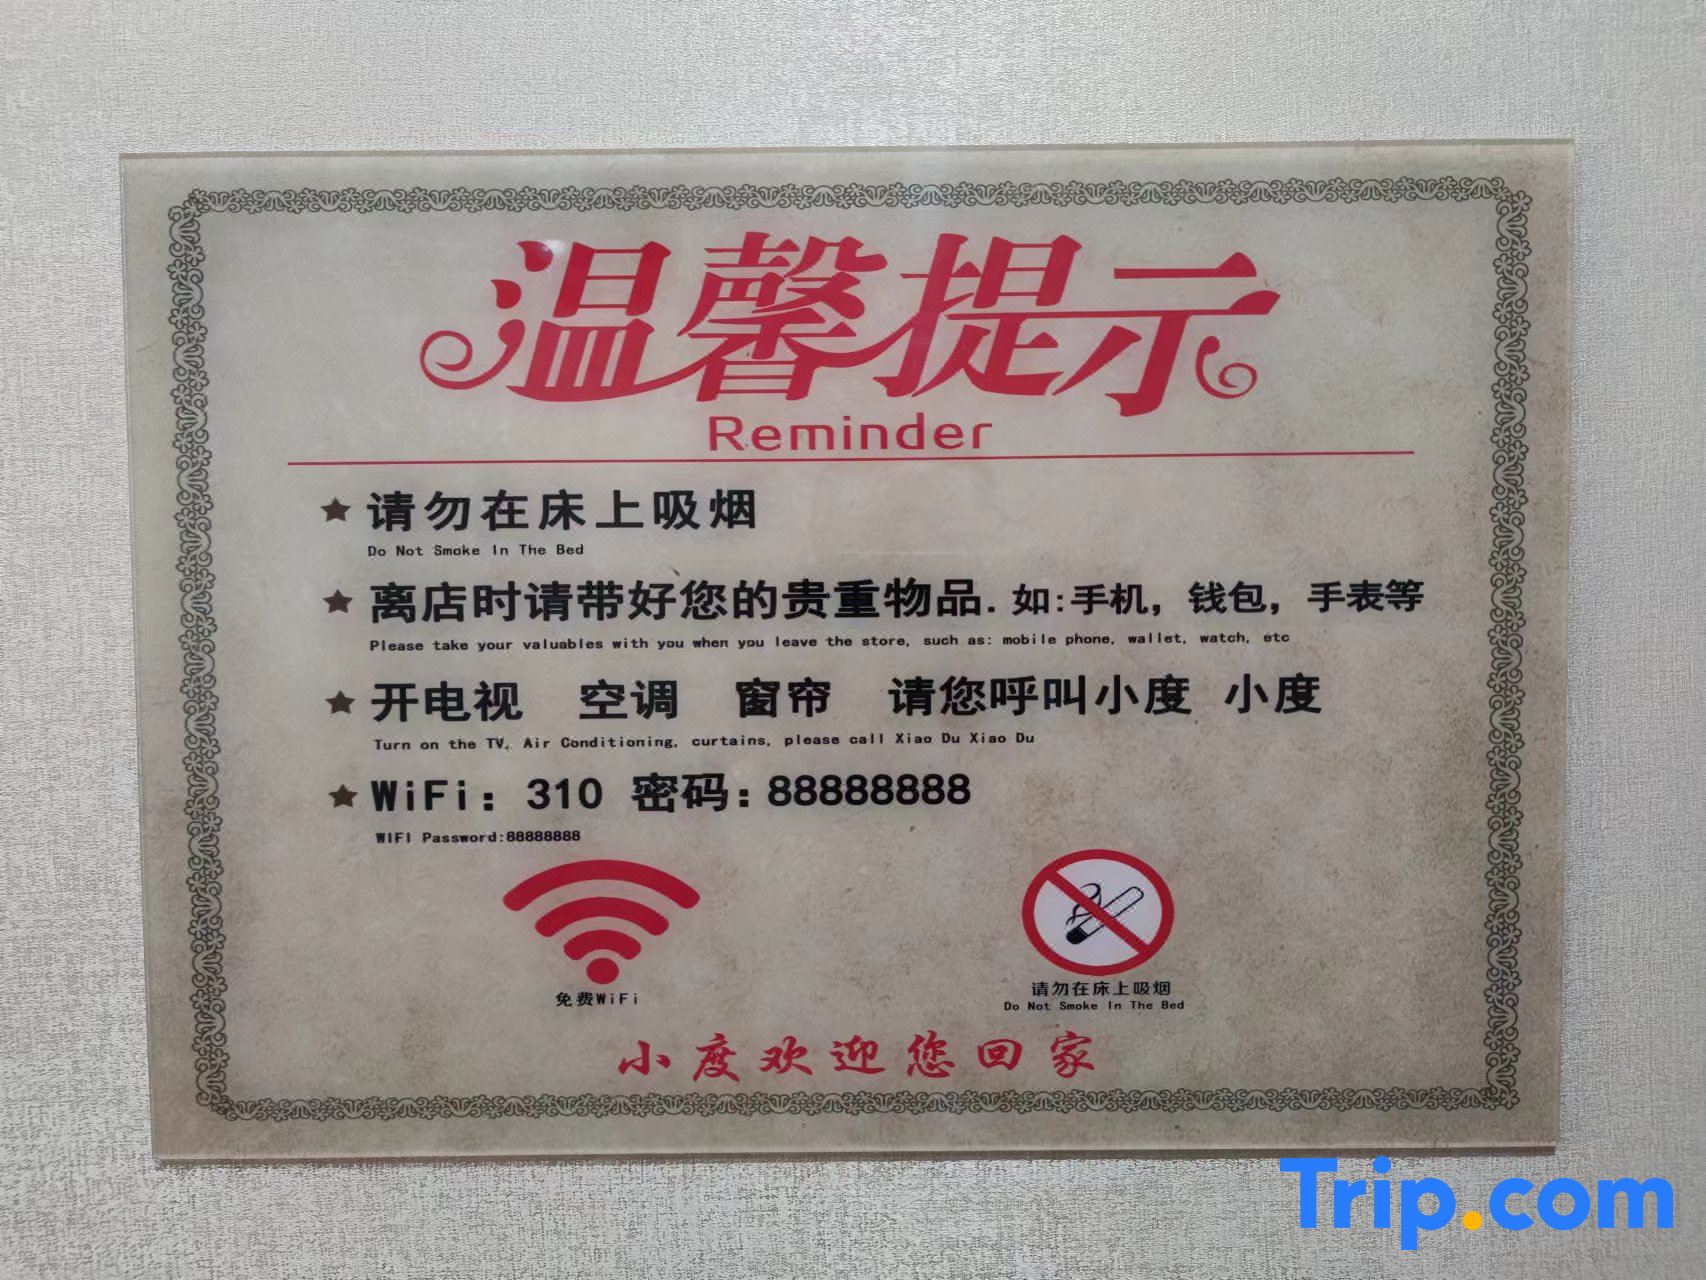 温馨提示
Reminder
★ 请勿在床上吸烟
Do Not Smoke In The Bed
★ 离店时请带好您的贵重物品. 如:手机，钱包，手表等
Please take your valuables with you when you leave the store, such as: mobile phone, wallet, watch, etc
★ 开电视 空调 窗帘 请您呼叫小度 小度
Turn on the TV, Air Conditioning, curtains, please call Xiao Du Xiao Du
★ WiFi：310 密码：88888888
WIFI Password:88888888
免费WiFi
请勿在床上吸烟
Do Not Smoke In The Bed
小度欢迎您回家
Trip.com